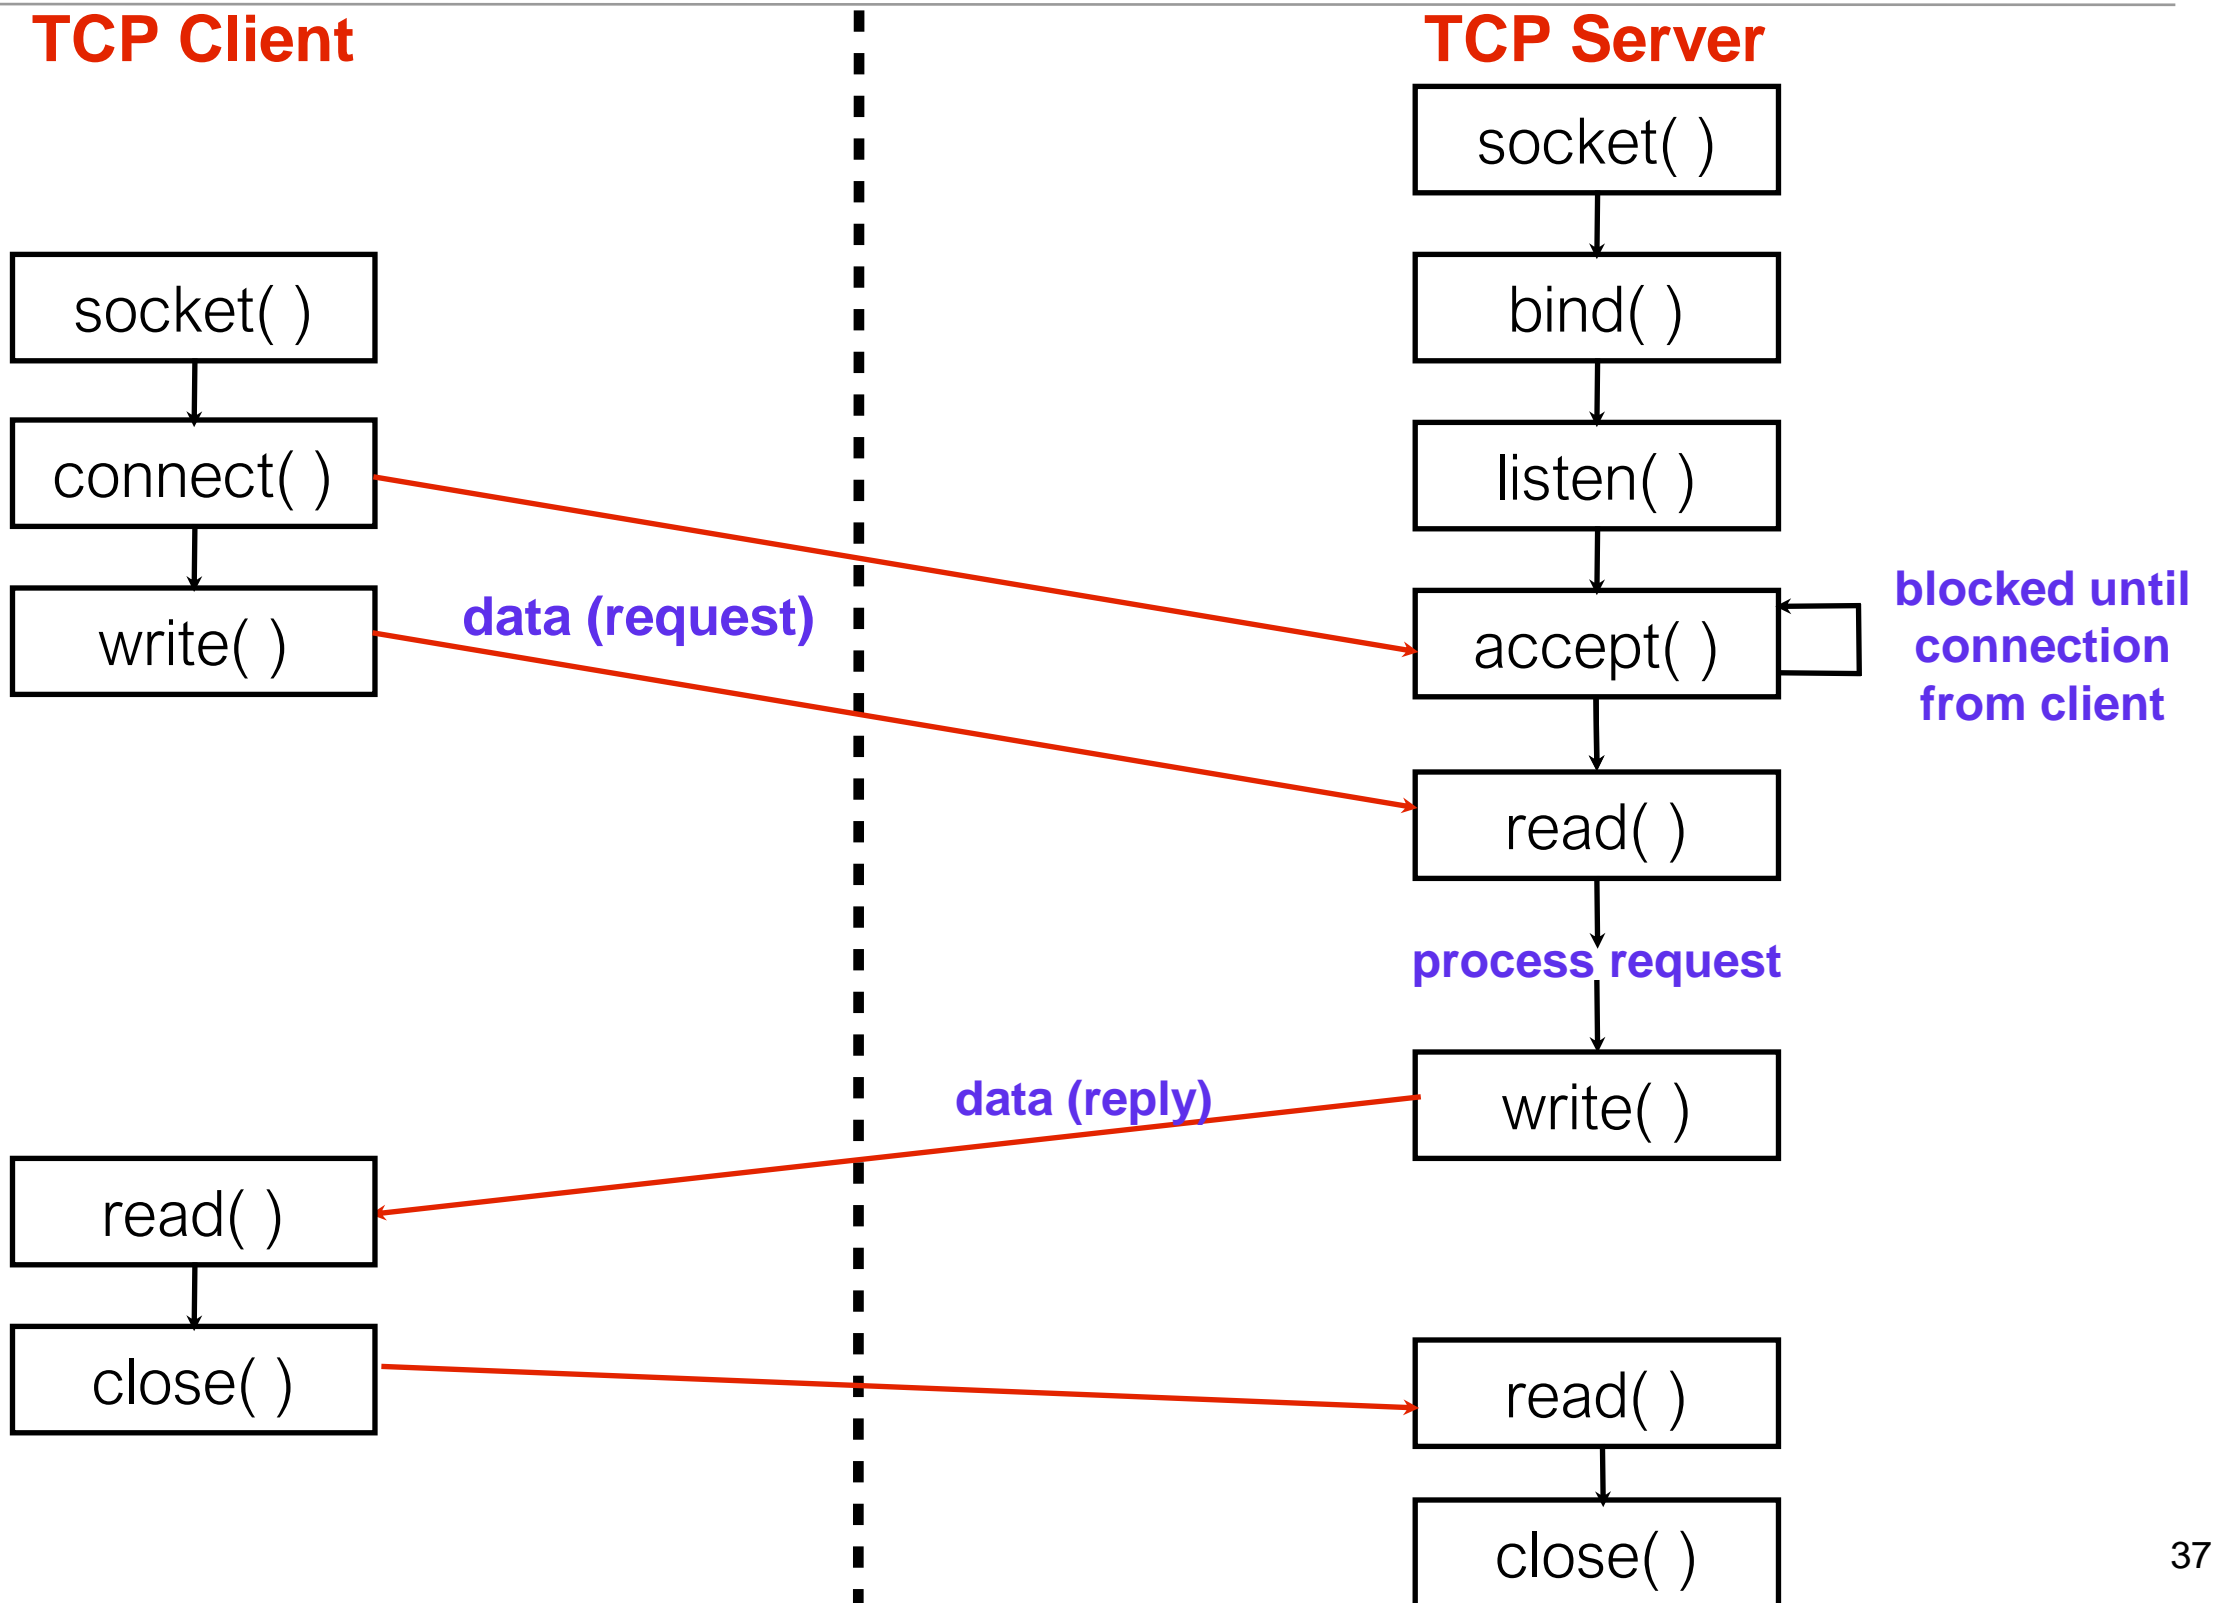 TCP Client
TCP Server
socket( )
socket( )
bind( )
connect( )
listen( )
write( )
data (request)
accept( )
blocked until
connection
from client
read( )
process request
data (reply)
write( )
read( )
close( )
read( )
close( )
37